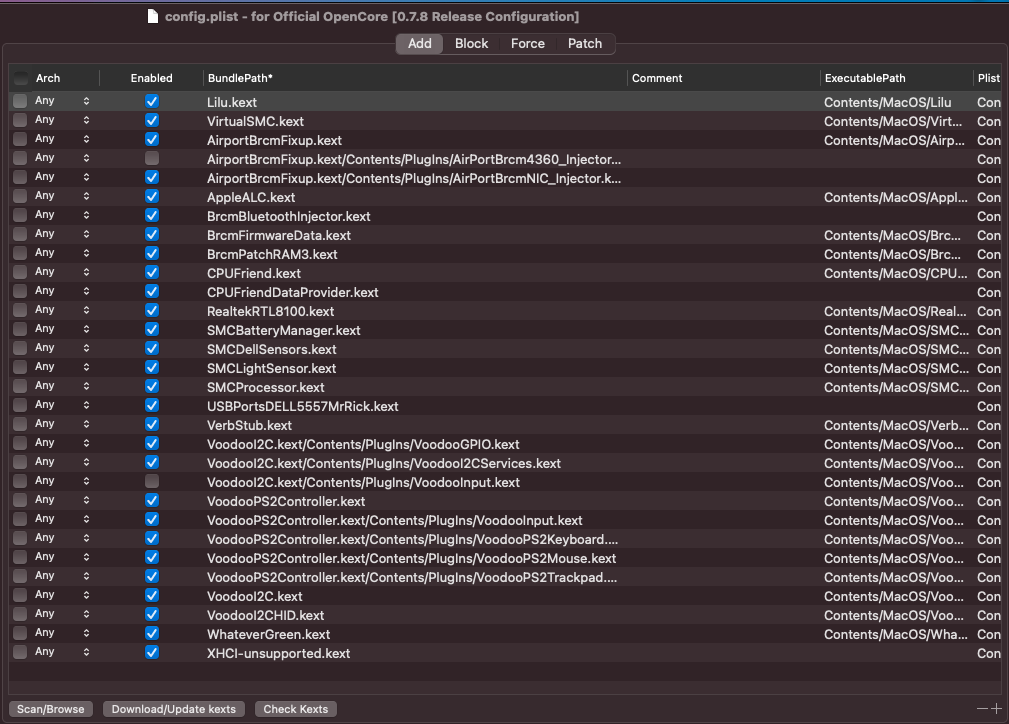 config.plist - for Official OpenCore [0.7.8 Release Configuration]
Add Block Force Patch
Arch Enabled BundlePath* Comment ExecutablePath Plist
Any Lilu.kext Contents/MacOS/Lilu Con
Any VirtualSMC.kext Contents/MacOS/Virt... Con
Any AirportBrcmFixup.kext Contents/MacOS/Airp... Con
Any AirportBrcmFixup.kext/Contents/PlugIns/AirPortBrcm4360_Injector... Con
Any AirportBrcmFixup.kext/Contents/PlugIns/AirPortBrcmNIC_Injector.k... Con
Any AppleALC.kext Contents/MacOS/Appl... Con
Any BrcmBluetoothInjector.kext Con
Any BrcmFirmwareData.kext Contents/MacOS/Brc... Con
Any BrcmPatchRAM3.kext Contents/MacOS/Brc... Con
Any CPUFriend.kext Contents/MacOS/CPU... Con
Any CPUFriendDataProvider.kext Con
Any RealtekRTL8100.kext Contents/MacOS/Real... Con
Any SMCBatteryManager.kext Contents/MacOS/SMC... Con
Any SMCDellSensors.kext Contents/MacOS/SMC... Con
Any SMCLightSensor.kext Contents/MacOS/SMC... Con
Any SMCProcessor.kext Contents/MacOS/SMC... Con
Any USBPortsDELL5557MrRick.kext Con
Any VerbStub.kext Contents/MacOS/Verb... Con
Any VoodooI2C.kext/Contents/PlugIns/VoodooGPIO.kext Contents/MacOS/Voo... Con
Any VoodooI2C.kext/Contents/PlugIns/VoodooI2CServices.kext Contents/MacOS/Voo... Con
Any VoodooI2C.kext/Contents/PlugIns/VoodooInput.kext Contents/MacOS/Voo... Con
Any VoodooPS2Controller.kext Contents/MacOS/Voo... Con
Any VoodooPS2Controller.kext/Contents/PlugIns/VoodooInput.kext Contents/MacOS/Voo... Con
Any VoodooPS2Controller.kext/Contents/PlugIns/VoodooPS2Keyboard.... Contents/MacOS/Voo... Con
Any VoodooPS2Controller.kext/Contents/PlugIns/VoodooPS2Mouse.kext Contents/MacOS/Voo... Con
Any VoodooPS2Controller.kext/Contents/PlugIns/VoodooPS2Trackpad.... Contents/MacOS/Voo... Con
Any VoodooI2C.kext Contents/MacOS/Voo... Con
Any VoodooI2CHID.kext Contents/MacOS/Voo... Con
Any WhateverGreen.kext Contents/MacOS/Wha... Con
Any XHCI-unsupported.kext Con
Scan/Browse Download/Update kexts Check Kexts